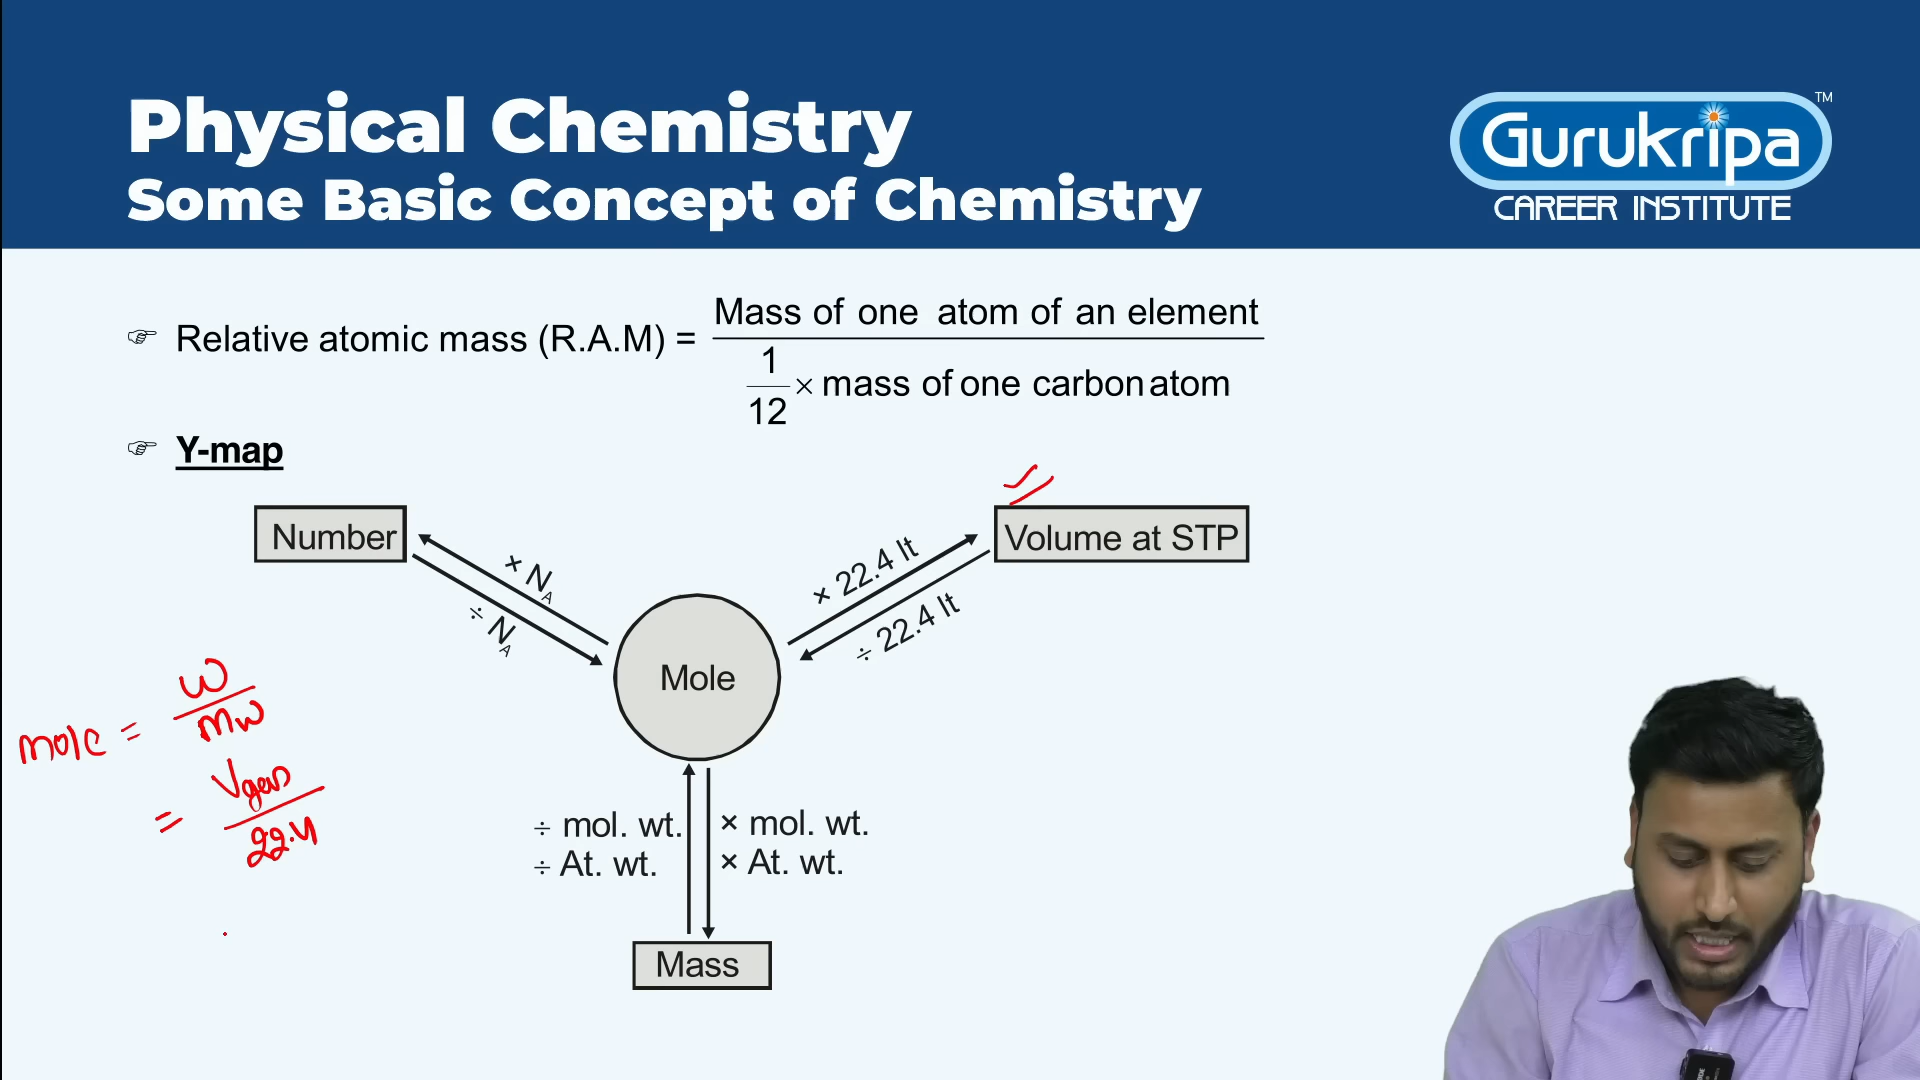 Physical Chemistry
Some Basic Concept of Chemistry
Gurukripa TM
CAREER INSTITUTE
☞ Relative atomic mass (R.A.M) = Mass of one atom of an element
1
12 × mass of one carbon atom
☞ Y-map
Number
Volume at STP
× N_A
÷ N_A
× 22.4 lt
÷ 22.4 lt
Mole
mole = W
Mw
= Vgas
22.4
÷ mol. wt.
÷ At. wt.
× mol. wt.
× At. wt.
Mass